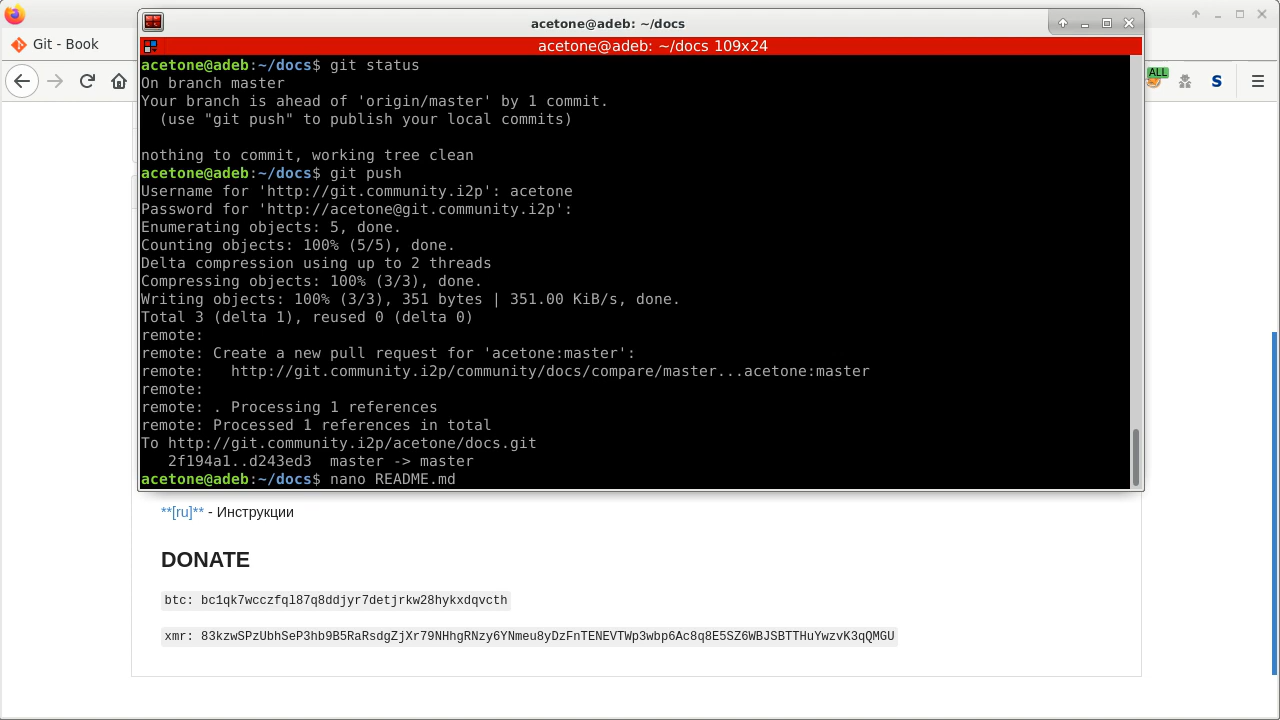 acetone@adeb: ~/docs
Git - Book
acetone@adeb: ~/docs 109x24
acetone@adeb:~/docs$ git status
On branch master
Your branch is ahead of 'origin/master' by 1 commit.
(use "git push" to publish your local commits)
nothing to commit, working tree clean
acetone@adeb:~/docs$ git push
Username for 'http://git.community.i2p': acetone
Password for 'http://acetone@git.community.i2p':
Enumerating objects: 5, done.
Counting objects: 100% (5/5), done.
Delta compression using up to 2 threads
Compressing objects: 100% (3/3), done.
Writing objects: 100% (3/3), 351 bytes | 351.00 KiB/s, done.
Total 3 (delta 1), reused 0 (delta 0)
remote:
remote: Create a new pull request for 'acetone:master':
remote:   http://git.community.i2p/community/docs/compare/master...acetone:master
remote:
remote: . Processing 1 references
remote: Processed 1 references in total
To http://git.community.i2p/acetone/docs.git
2f194a1..d243ed3  master -> master
acetone@adeb:~/docs$ nano README.md
ALL
S
**[ru]** - Инструкции
DONATE
btc: bc1qk7wcczfql87q8ddjyr7detjrkw28hykxdqvcth
xmr: 83kzwSPzUbhSeP3hb9B5RaRsdgZjXr79NHhgRNzy6YNmeu8yDzFnTENEVTWp3wbp6Ac8q8E5SZ6WBJSBTTHuYwzvK3qQMGU